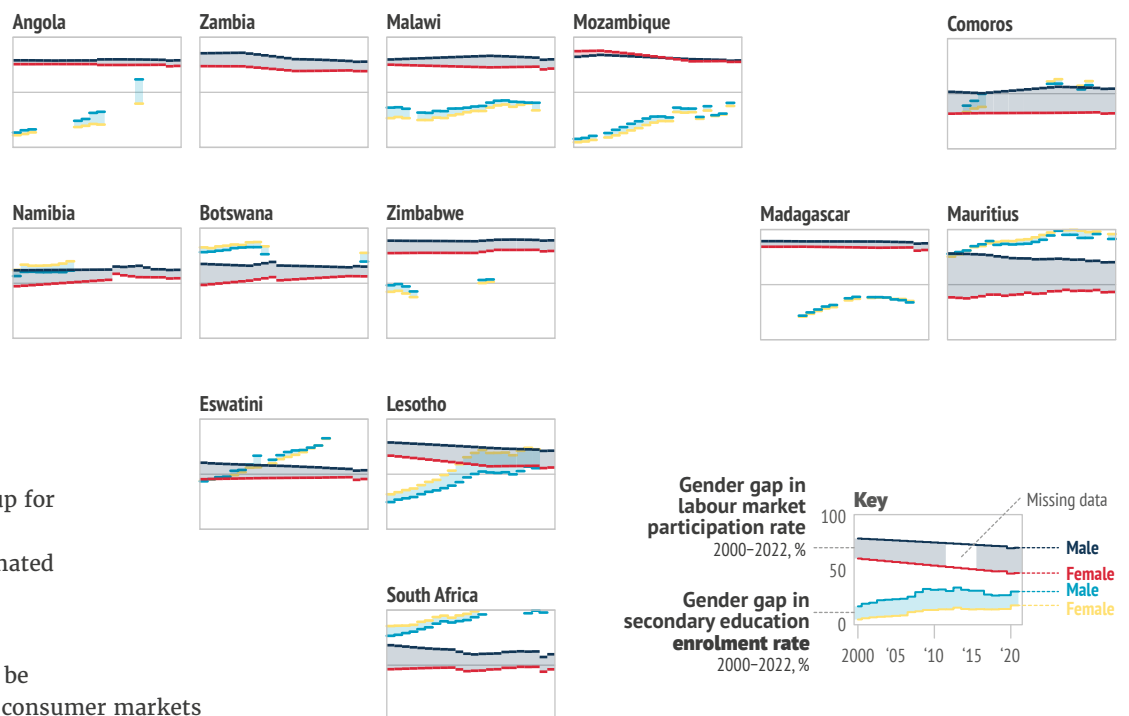 Angola
Zambia
Malawi
Mozambique
Comoros
Namibia
Botswana
Zimbabwe
Madagascar
Mauritius
Eswatini
Lesotho
South Africa
up for
nated
be
consumer markets
Gender gap in
labour market
participation rate
2000–2022, %
Gender gap in
secondary education
enrolment rate
2000–2022, %
Key
Missing data
100
50
0
Male
Female
Male
Female
2000 ‘05 ‘10 ‘15 ‘20